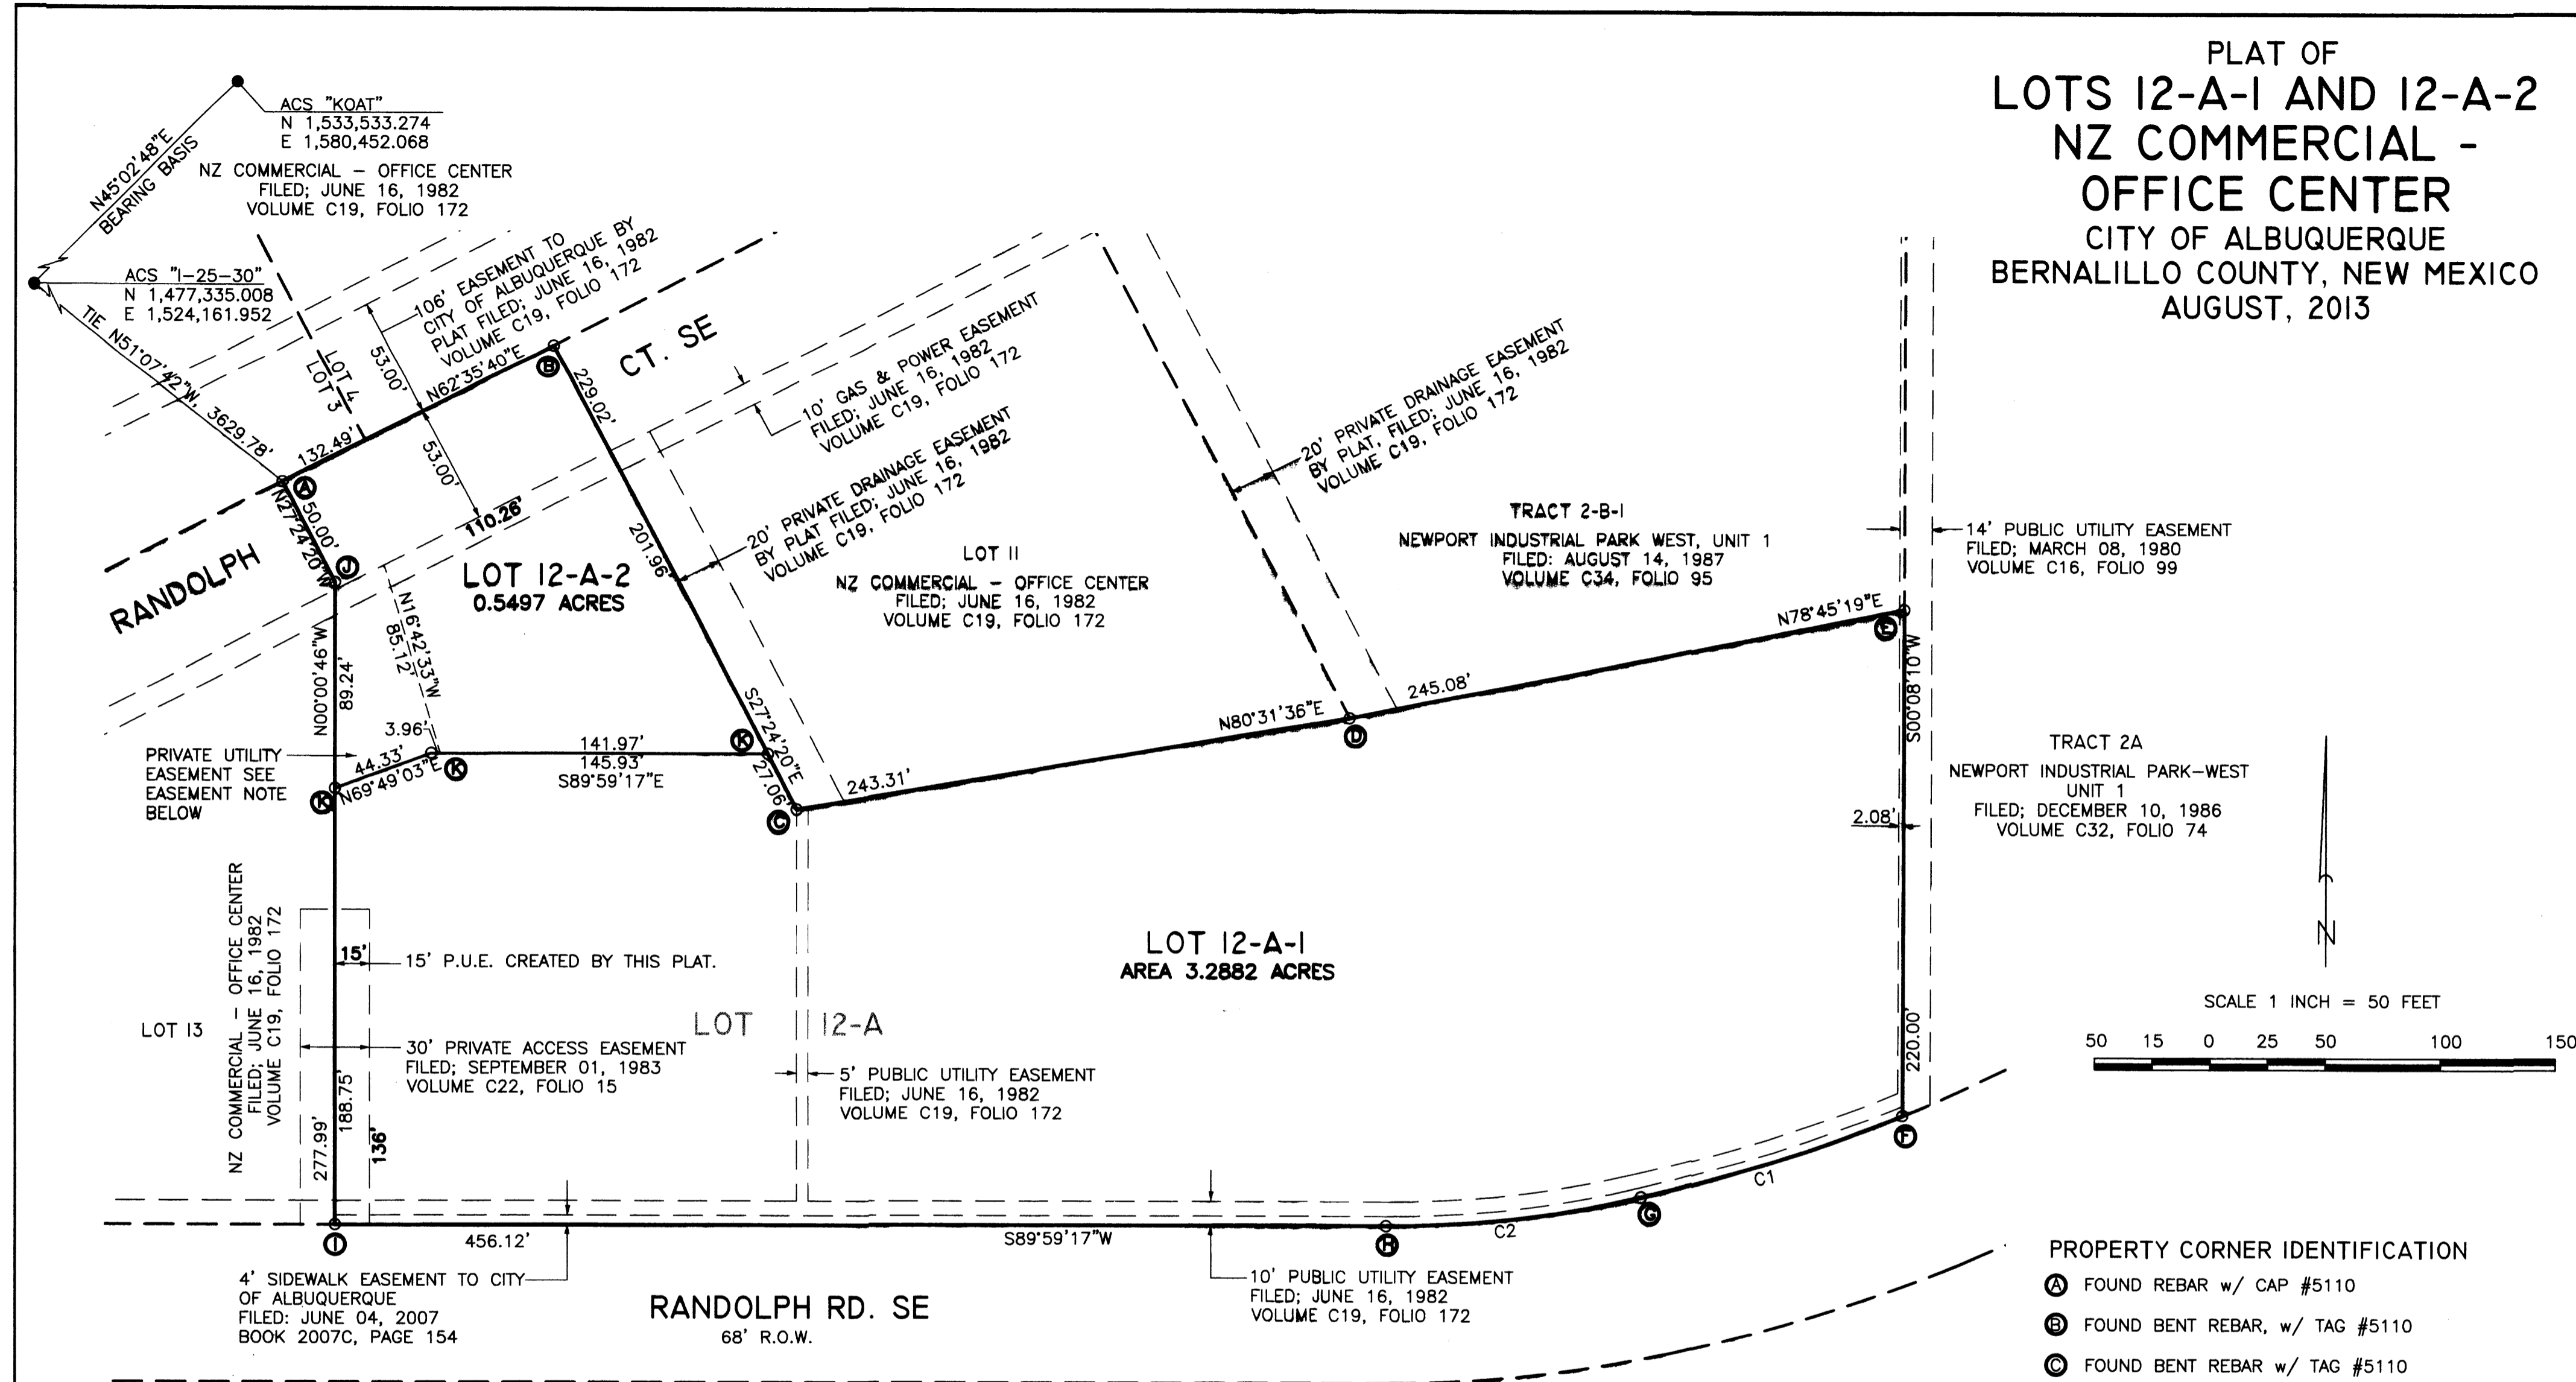 PLAT OF
LOTS 12-A-1 AND 12-A-2
NZ COMMERCIAL -
OFFICE CENTER
CITY OF ALBUQUERQUE
BERNALILLO COUNTY, NEW MEXICO
AUGUST, 2013
ACS "KOAT"
N 1,533,533.274
E 1,580,452.068
N45°02'48"E
BEARING BASIS
NZ COMMERCIAL - OFFICE CENTER
FILED; JUNE 16, 1982
VOLUME C19, FOLIO 172
ACS "I-25-30"
N 1,477,335.008
E 1,524,161.952
TIE N51°07'42"W, 3629.78'
LOT 4
LOT 3
106' EASEMENT TO
CITY OF ALBUQUERQUE BY
PLAT FILED; JUNE 16, 1982
VOLUME C19, FOLIO 172
53.00'
N62°35'40"E
132.49'
53.00'
A
B
CT. SE
229.02'
10' GAS & POWER EASEMENT
FILED; JUNE 16, 1982
VOLUME C19, FOLIO 172
20' PRIVATE DRAINAGE EASEMENT
BY PLAT FILED; JUNE 16, 1982
VOLUME C19, FOLIO 172
20' PRIVATE DRAINAGE EASEMENT
BY PLAT, FILED; JUNE 16, 1982
VOLUME C19, FOLIO 172
50.00'
N27°24'20"W
J
110.26'
RANDOLPH
LOT 12-A-2
0.5497 ACRES
201.96'
LOT 11
NZ COMMERCIAL - OFFICE CENTER
FILED; JUNE 16, 1982
VOLUME C19, FOLIO 172
TRACT 2-B-1
NEWPORT INDUSTRIAL PARK WEST, UNIT 1
FILED: AUGUST 14, 1987
VOLUME C34, FOLIO 95
14' PUBLIC UTILITY EASEMENT
FILED; MARCH 08, 1980
VOLUME C16, FOLIO 99
N00°00'46"W
89.24'
N16°42'33"W
85.12'
3.96'
PRIVATE UTILITY
EASEMENT SEE
EASEMENT NOTE
BELOW
44.33'
N69°49'03"E
K
K
141.97'
145.93'
S89°59'17"E
K
S27°24'20"E
27.06'
C
243.31'
N80°31'36"E
D
245.08'
N78°45'19"E
E
S00°08'10"W
TRACT 2A
NEWPORT INDUSTRIAL PARK-WEST
UNIT 1
FILED; DECEMBER 10, 1986
VOLUME C32, FOLIO 74
2.08'
NZ COMMERCIAL - OFFICE CENTER
FILED; JUNE 16, 1982
VOLUME C19, FOLIO 172
15'
15' P.U.E. CREATED BY THIS PLAT.
LOT 12-A-1
AREA 3.2882 ACRES
LOT 13
LOT 12-A
30' PRIVATE ACCESS EASEMENT
FILED; SEPTEMBER 01, 1983
VOLUME C22, FOLIO 15
5' PUBLIC UTILITY EASEMENT
FILED; JUNE 16, 1982
VOLUME C19, FOLIO 172
277.99'
188.75'
136'
220.00'
N
SCALE 1 INCH = 50 FEET
50 15 0 25 50 100 150
F
C1
G
C2
H
I
456.12'
S89°59'17"W
4' SIDEWALK EASEMENT TO CITY
OF ALBUQUERQUE
FILED: JUNE 04, 2007
BOOK 2007C, PAGE 154
RANDOLPH RD. SE
68' R.O.W.
10' PUBLIC UTILITY EASEMENT
FILED; JUNE 16, 1982
VOLUME C19, FOLIO 172
PROPERTY CORNER IDENTIFICATION
A FOUND REBAR w/ CAP #5110
B FOUND BENT REBAR, w/ TAG #5110
C FOUND BENT REBAR w/ TAG #5110